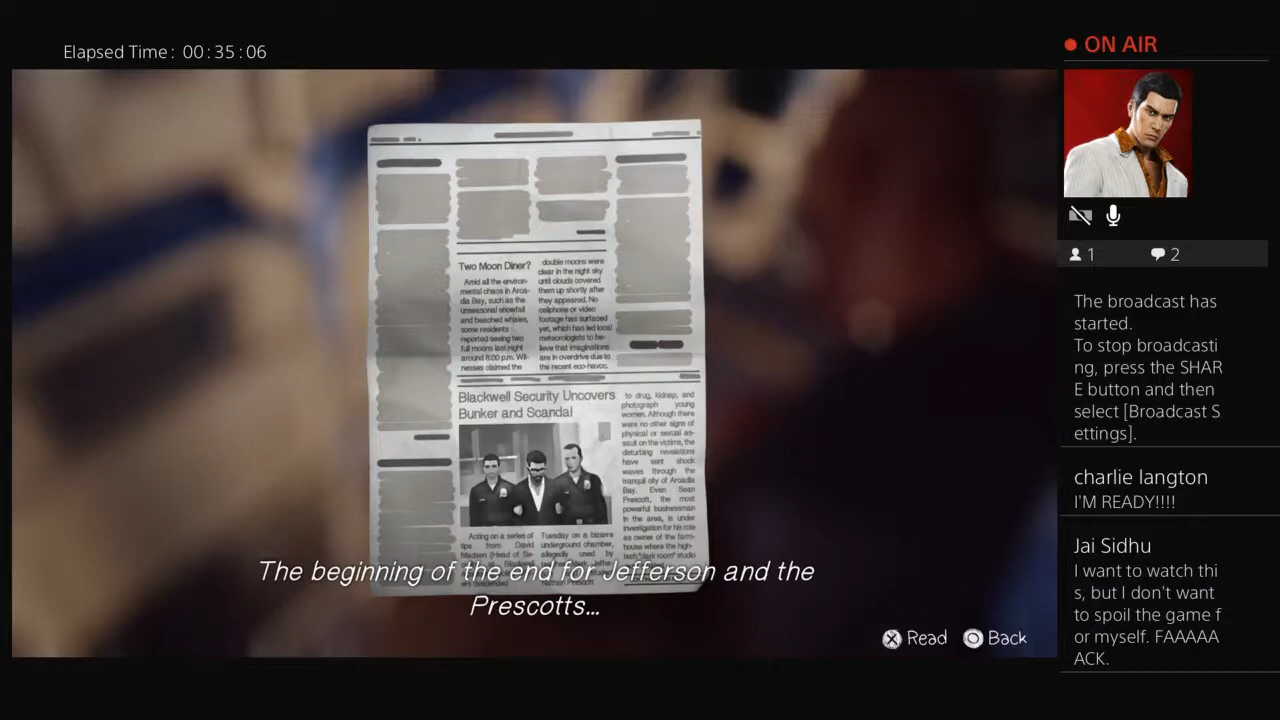 Elapsed Time: 00:35:06
ON AIR
1
2
The broadcast has
started.
To stop broadcasti
ng, press the SHAR
E button and then
select [Broadcast S
ettings].
charlie langton
I'M READY!!!!
Jai Sidhu
I want to watch thi
s, but I don't want
to spoil the game f
or myself. FAAAAA
ACK.
Two Moon Diner?
Amid all the environ-
mental chaos in Arca-
dia Bay, such as the
unseasonal snowfall
and beached whales,
some residents
reported seeing two
full moons last night
around 8:00 p.m. Wit-
nesses claimed the
double moons were
clear in the night sky
until clouds covered
them up shortly after
they appeared. No
cellphone or video
footage has surfaced
yet, which has led local
meteorologists to be-
lieve that imaginations
are in overdrive due to
the recent eco-havoc.
Blackwell Security Uncovers
Bunker and Scandal
Acting on a series of
tips from David
Madsen (Head of Se-
Tuesday on a bizarre
underground chamber,
allegedly used by
to drug, kidnap, and
photograph young
women. Although there
were no other signs of
physical or sexual as-
sault on the victims, the
disturbing revelations
have sent shock
waves through the
tranquil city of Arcadia
Bay. Even Sean
Prescott, the most
powerful businessman
in the area, is under
investigation for his role
as owner of the farm-
house where the high-
tech "dark room" studio
The beginning of the end for Jefferson and the
Prescotts...
Read
Back